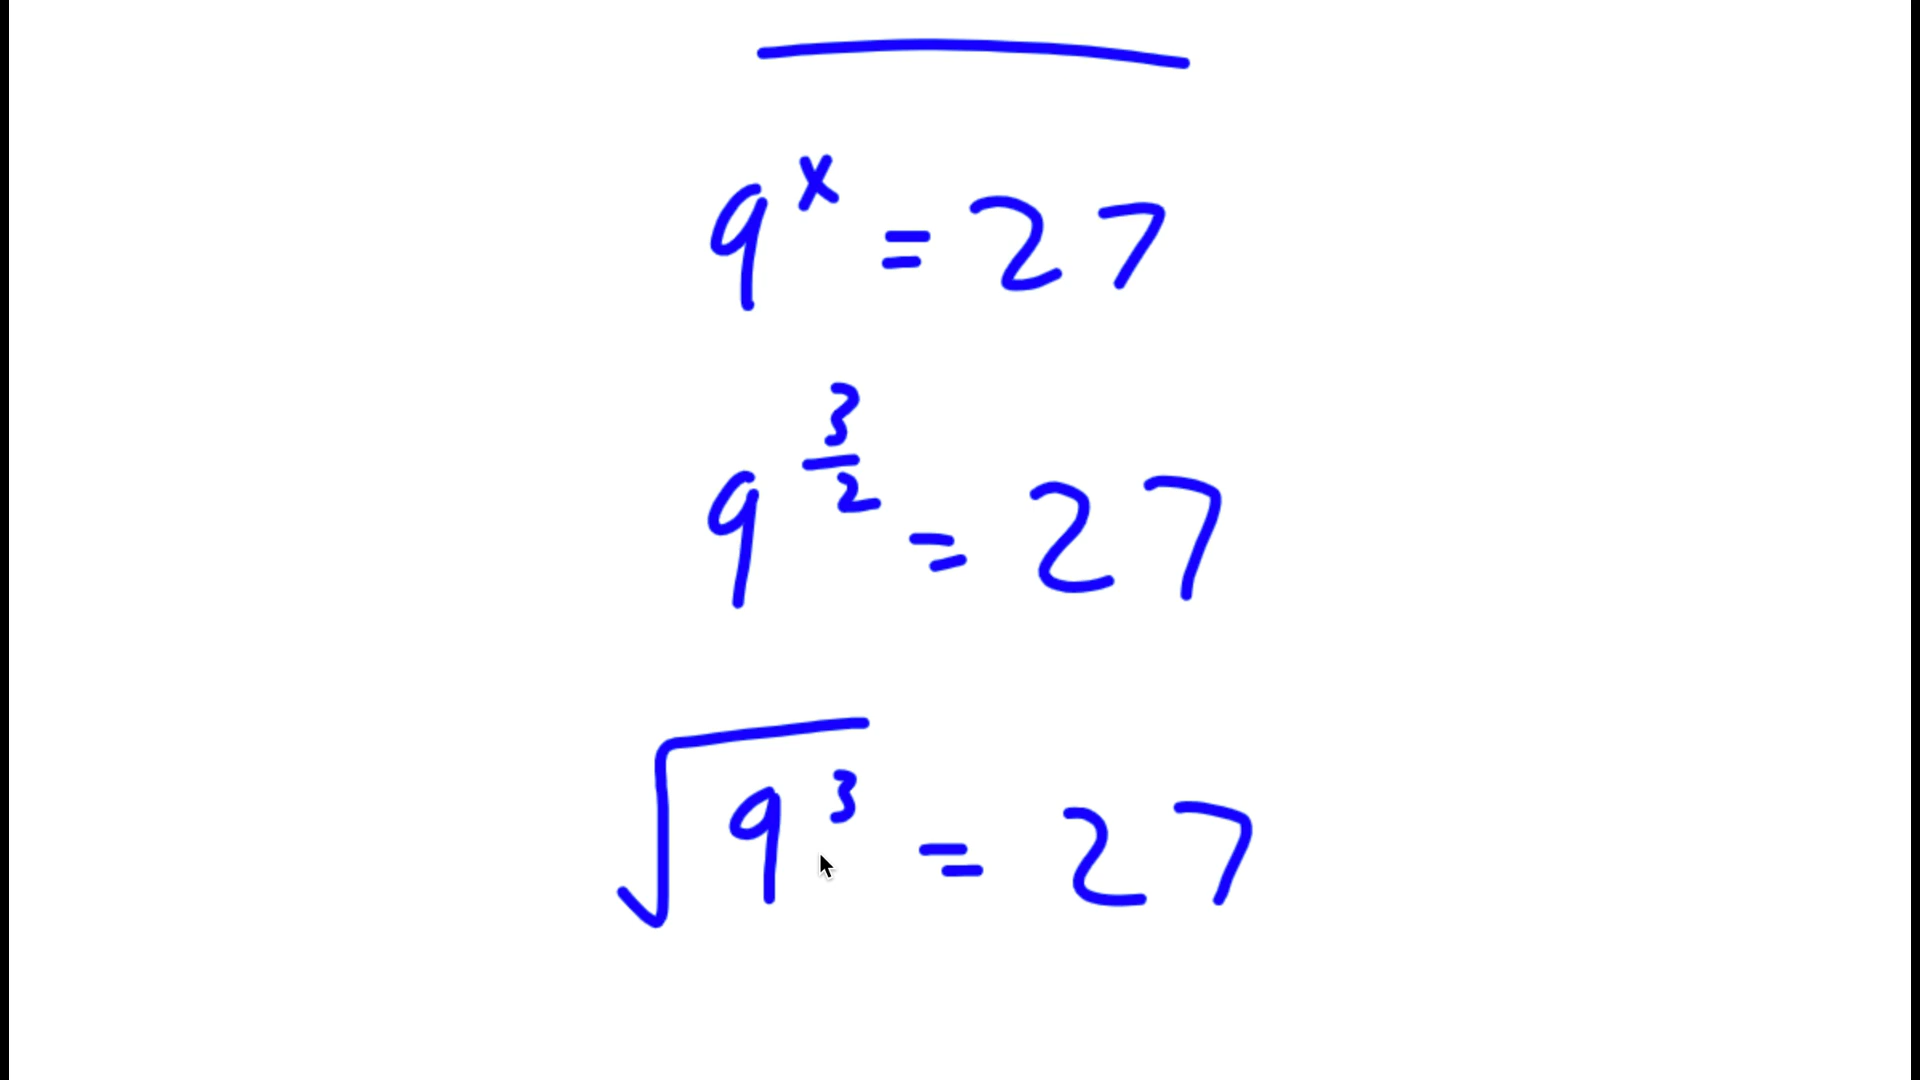 9^x = 27
9^(3/2) = 27
√(9^3) = 27